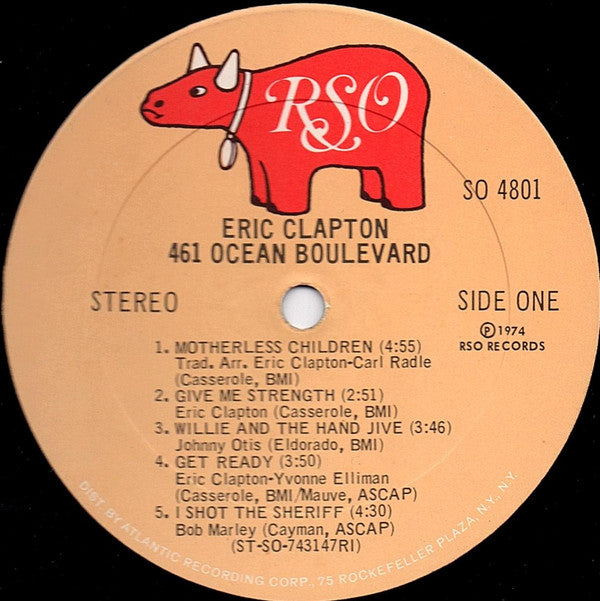 RSO
SO 4801
ERIC CLAPTON
461 OCEAN BOULEVARD
STEREO
SIDE ONE
℗ 1974
RSO RECORDS
1. MOTHERLESS CHILDREN (4:55)
Trad. Arr. Eric Clapton-Carl Radle
(Casserole, BMI)
2. GIVE ME STRENGTH (2:51)
Eric Clapton (Casserole, BMI)
3. WILLIE AND THE HAND JIVE (3:46)
Johnny Otis (Eldorado, BMI)
4. GET READY (3:50)
Eric Clapton-Yvonne Elliman
(Casserole, BMI/Mauve, ASCAP)
5. I SHOT THE SHERIFF (4:30)
Bob Marley (Cayman, ASCAP)
(ST-SO-743147RI)
DIST. BY ATLANTIC RECORDING CORP., 75 ROCKEFELLER PLAZA, N.Y., N.Y.